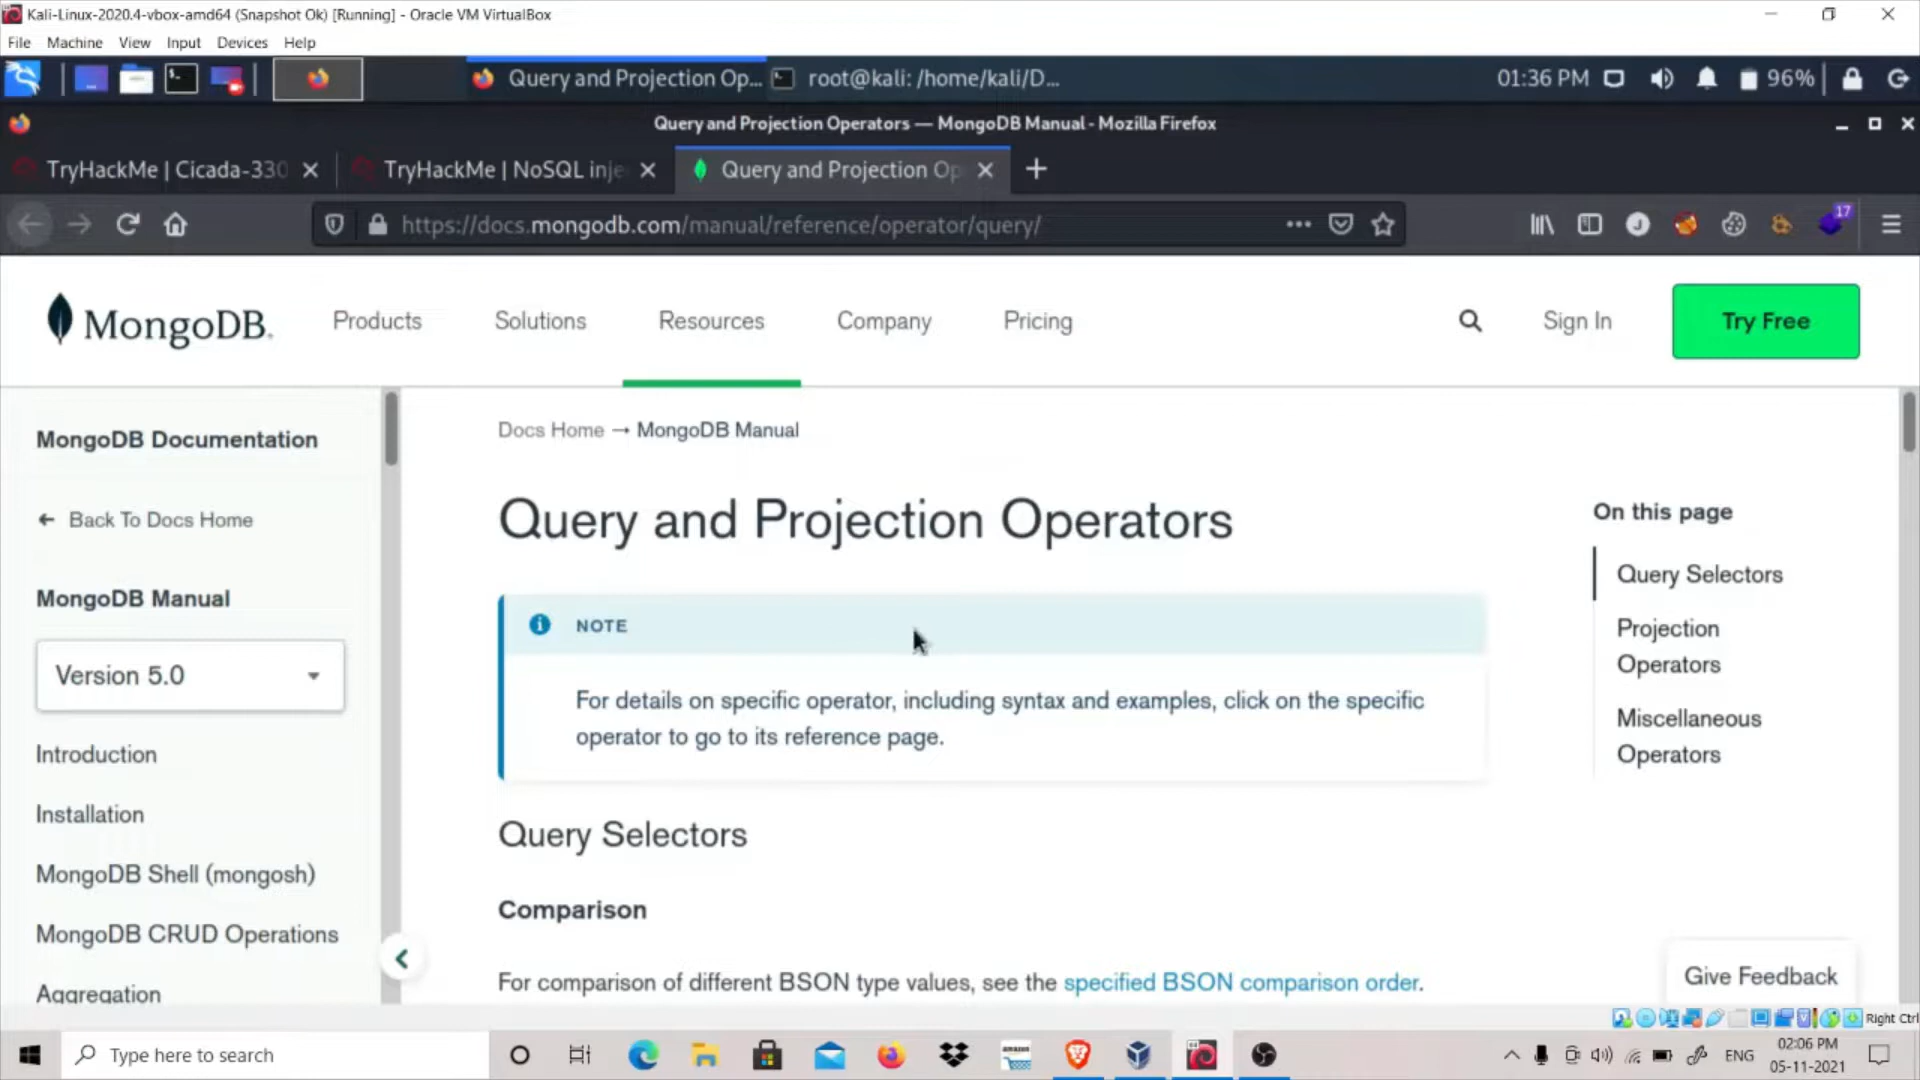 Kali-Linux-2020.4-vbox-amd64 (Snapshot Ok) [Running] - Oracle VM VirtualBox
File Machine View Input Devices Help
Query and Projection Op... root@kali: /home/kali/D... 01:36 PM 96%
Query and Projection Operators — MongoDB Manual - Mozilla Firefox
TryHackMe | Cicada-330 TryHackMe | NoSQL inje Query and Projection Op
https://docs.mongodb.com/manual/reference/operator/query/ 17
MongoDB. Products Solutions Resources Company Pricing Sign In Try Free
MongoDB Documentation
Back To Docs Home
MongoDB Manual
Version 5.0
Introduction
Installation
MongoDB Shell (mongosh)
MongoDB CRUD Operations
Aggregation
Docs Home → MongoDB Manual
Query and Projection Operators
NOTE
For details on specific operator, including syntax and examples, click on the specific
operator to go to its reference page.
Query Selectors
Comparison
For comparison of different BSON type values, see the specified BSON comparison order.
On this page
Query Selectors
Projection
Operators
Miscellaneous
Operators
Give Feedback
Right Ctrl
Type here to search
amazon
ENG
02:06 PM
05-11-2021